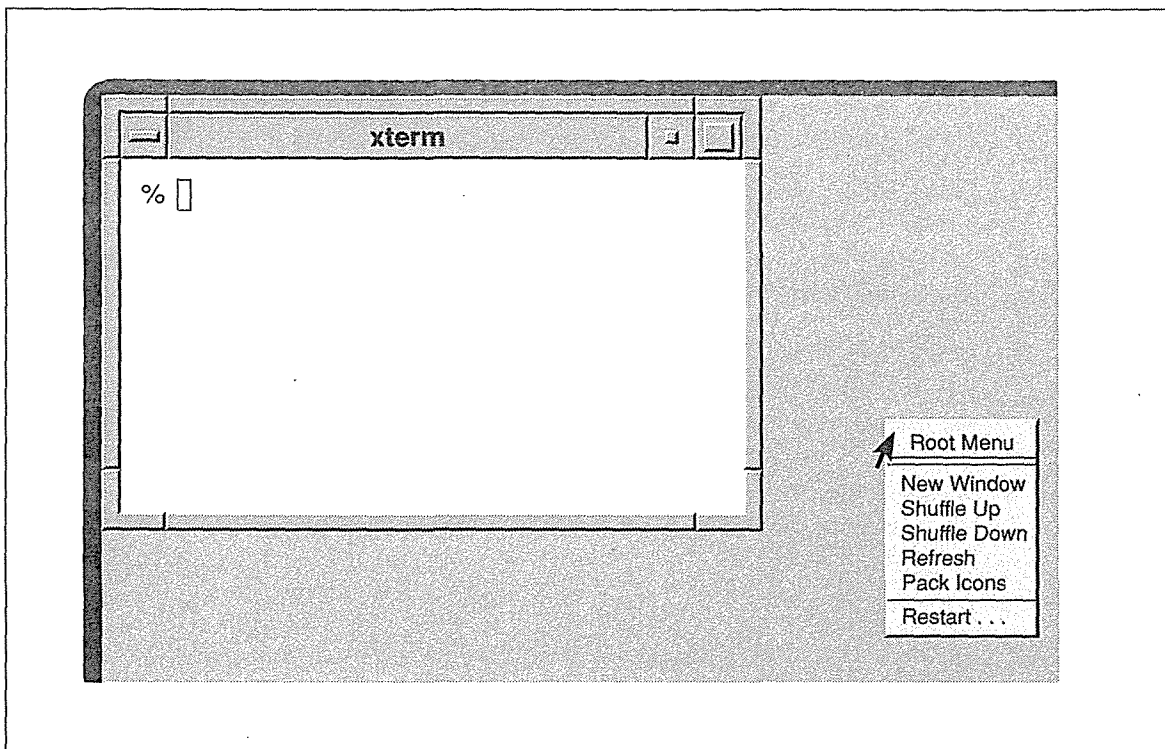 xterm
%
Root Menu
New Window
Shuffle Up
Shuffle Down
Refresh
Pack Icons
Restart . . .